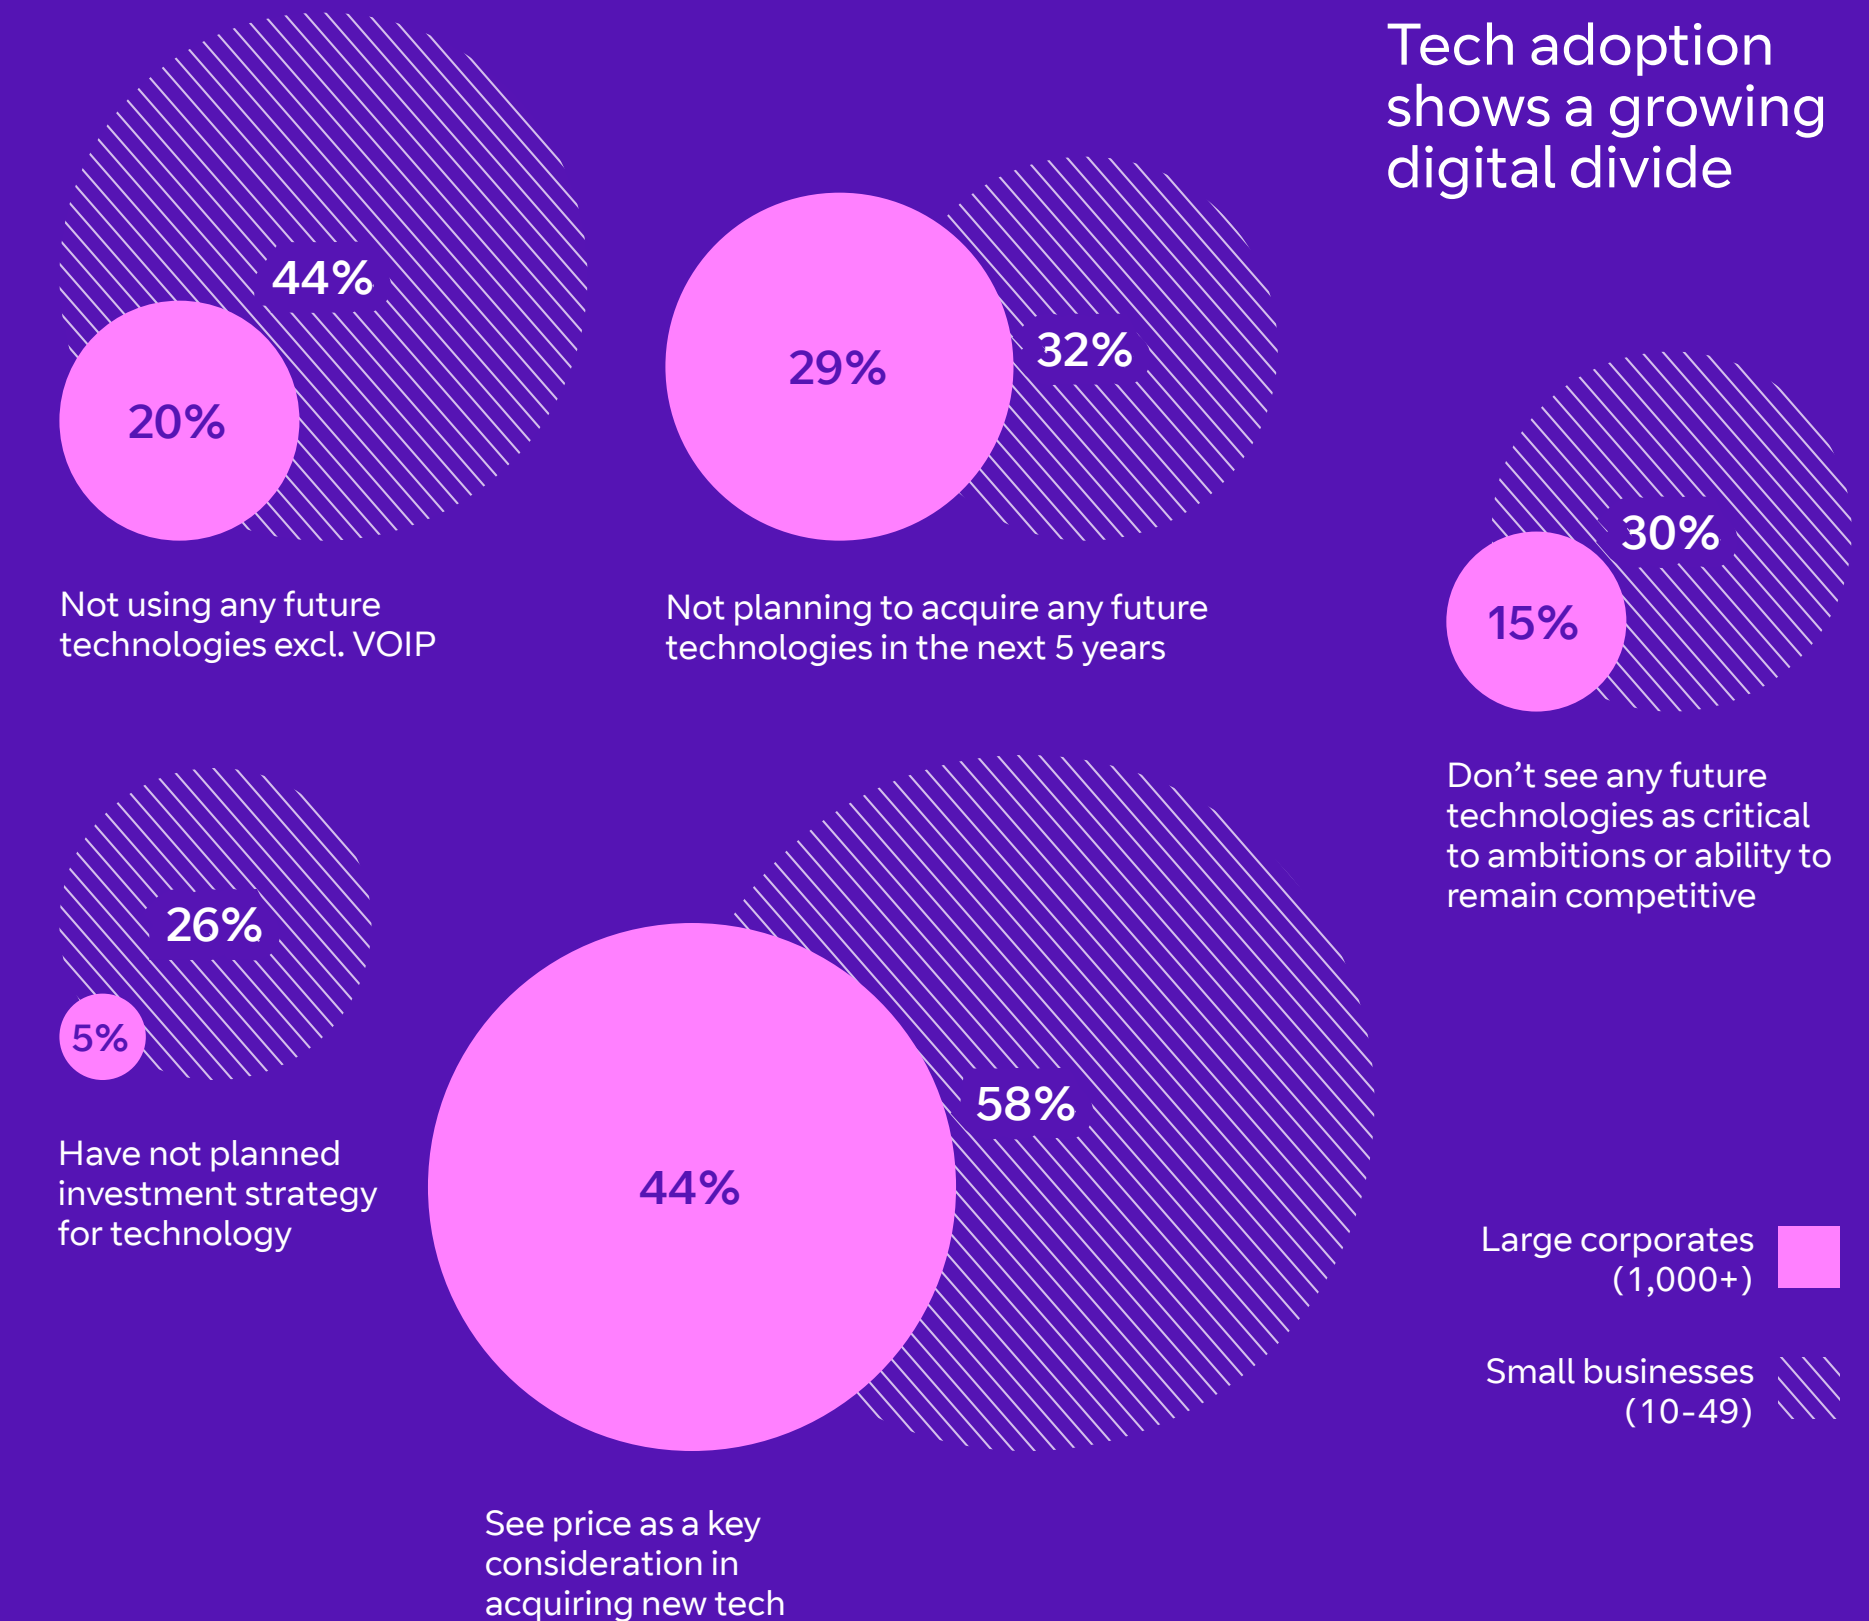 Tech adoption
shows a growing
digital divide
44%
20%
Not using any future
technologies excl. VOIP
29%
32%
Not planning to acquire any future
technologies in the next 5 years
30%
15%
Don’t see any future
technologies as critical
to ambitions or ability to
remain competitive
26%
5%
Have not planned
investment strategy
for technology
58%
44%
See price as a key
consideration in
acquiring new tech
Large corporates
(1,000+)
Small businesses
(10-49)